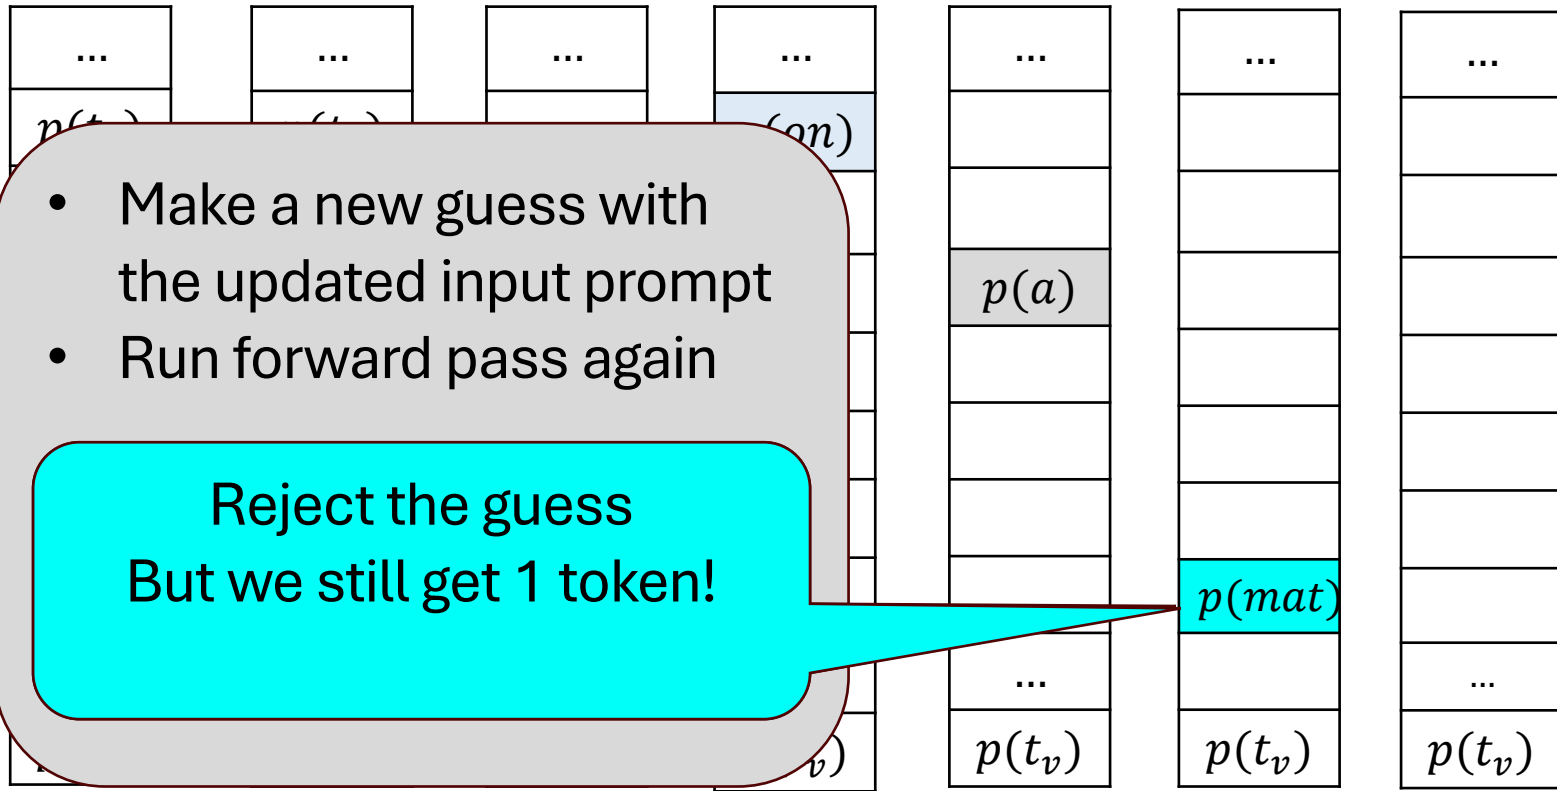 ... ... ... ... ... ... ...
p(on)
• Make a new guess with
the updated input prompt
• Run forward pass again
p(a)
Reject the guess
But we still get 1 token!
p(mat)
... ...
p(t_v) p(t_v) p(t_v)